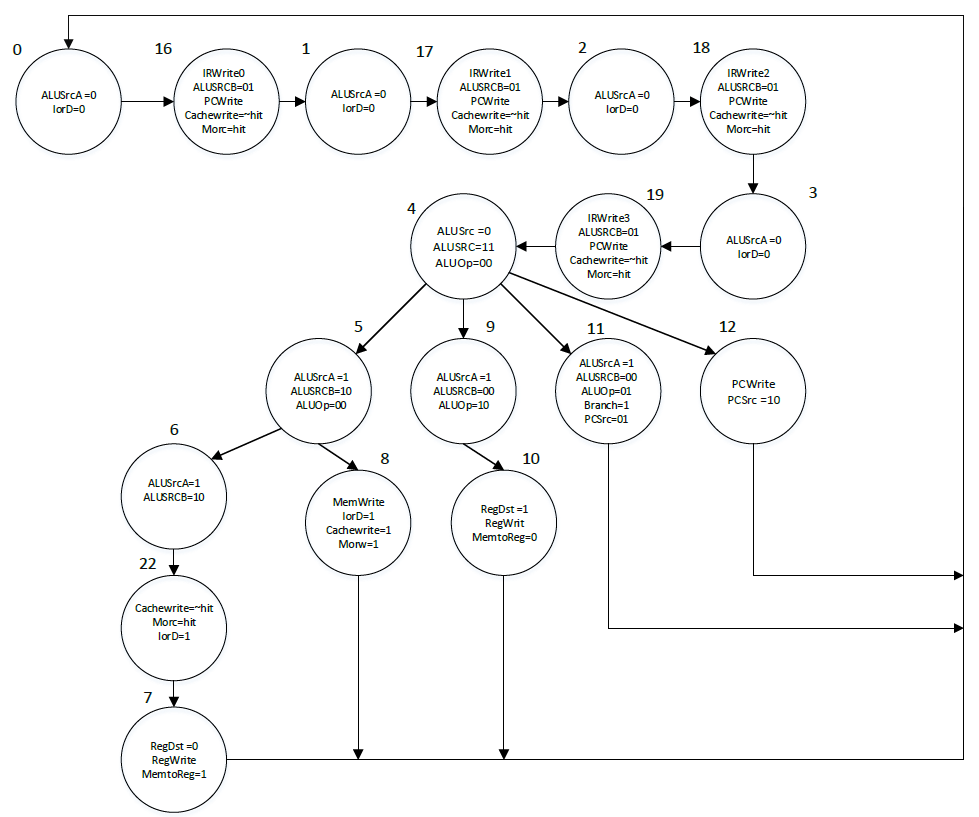 0
ALUSrcA =0
IorD=0
16
IRWrite0
ALUSRCB=01
PCWrite
Cachewrite=~hit
Morc=hit
1
ALUSrcA =0
IorD=0
17
IRWrite1
ALUSRCB=01
PCWrite
Cachewrite=~hit
Morc=hit
2
ALUSrcA =0
IorD=0
18
IRWrite2
ALUSRCB=01
PCWrite
Cachewrite=~hit
Morc=hit
4
ALUSrc =0
ALUSRC=11
ALUOp=00
19
IRWrite3
ALUSRCB=01
PCWrite
Cachewrite=~hit
Morc=hit
3
ALUSrcA =0
IorD=0
5
ALUSrcA =1
ALUSRCB=10
ALUOp=00
9
ALUSrcA =1
ALUSRCB=00
ALUOp=10
11
ALUSrcA =1
ALUSRCB=00
ALUOp=01
Branch=1
PCSrc=01
12
PCWrite
PCSrc =10
6
ALUSrcA=1
ALUSRCB=10
8
MemWrite
IorD=1
Cachewrite=1
Morw=1
10
RegDst =1
RegWrit
MemtoReg=0
22
Cachewrite=~hit
Morc=hit
IorD=1
7
RegDst =0
RegWrite
MemtoReg=1